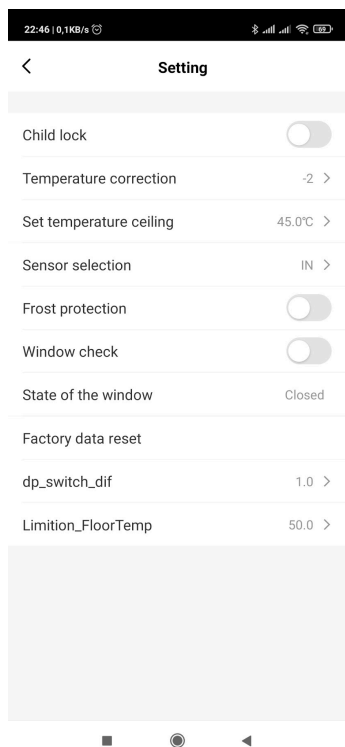 22:46 | 0,1KB/s
69
Setting
Child lock
Temperature correction -2
Set temperature ceiling 45.0℃
Sensor selection IN
Frost protection
Window check
State of the window Closed
Factory data reset
dp_switch_dif 1.0
Limition_FloorTemp 50.0